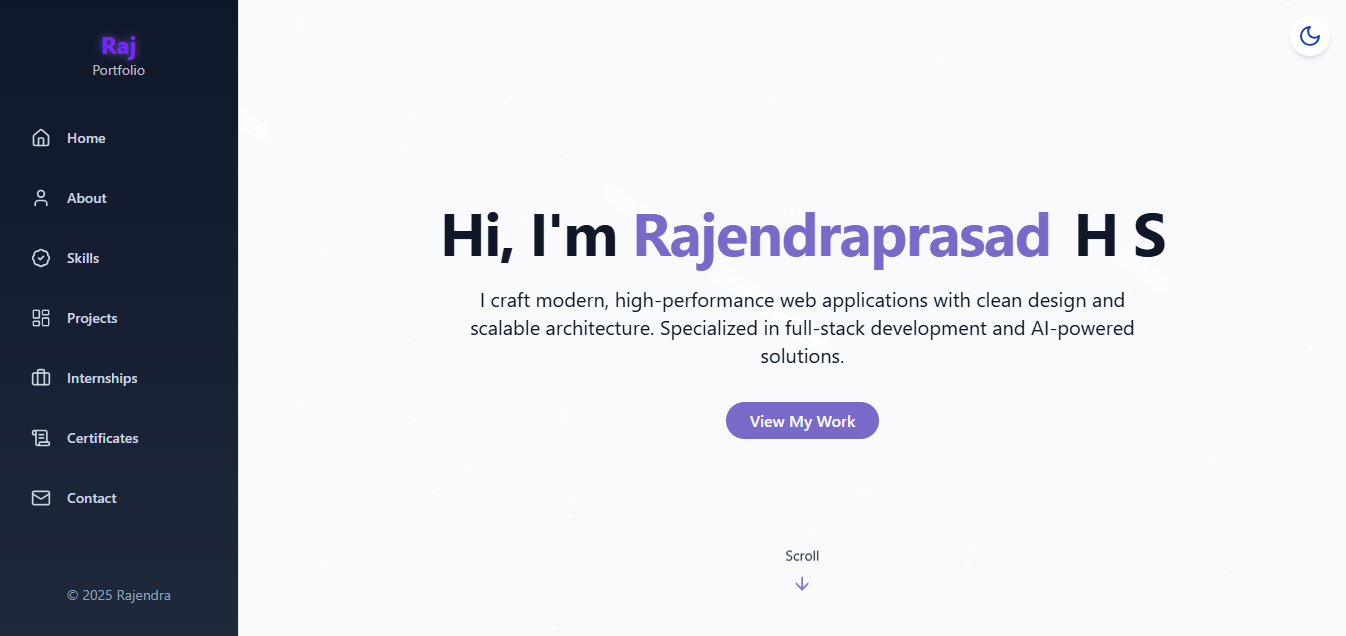 Raj
Portfolio
Home
About
Skills
Projects
Internships
Certificates
Contact
© 2025 Rajendra
Hi, I'm Rajendraprasad H S
I craft modern, high-performance web applications with clean design and
scalable architecture. Specialized in full-stack development and AI-powered
solutions.
View My Work
Scroll